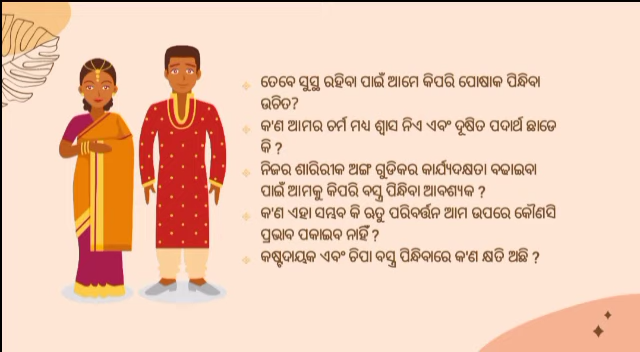 ତେବେ ସୁସ୍ଥ ରହିବା ପାଇଁ ଆମେ କିପରି ପୋଷାକ ପିନ୍ଧିବା
ଉଚିତ?
କ'ଣ ଆମର ଚର୍ମ ମଧ୍ୟ ଶ୍ୱାସ ନିଏ ଏବଂ ଦୂଷିତ ପଦାର୍ଥ ଛାଡେ
କି ?
ନିଜର ଶାରିରୀକ ଅଙ୍ଗ ଗୁଡିକର କାର୍ଯ୍ୟଦକ୍ଷତା ବଢାଇବା
ପାଇଁ ଆମକୁ କିପରି ବସ୍ତ୍ର ପିନ୍ଧିବା ଆବଶ୍ୟକ ?
କ'ଣ ଏହା ସମ୍ଭବ କି ଋତୁ ପରିବର୍ତ୍ତନ ଆମ ଉପରେ କୌଣସି
ପ୍ରଭାବ ପକାଇବ ନାହିଁ ?
କଷ୍ଟଦାୟକ ଏବଂ ଚିପା ବସ୍ତ୍ର ପିନ୍ଧିବାରେ କ'ଣ କ୍ଷତି ଅଛି ?